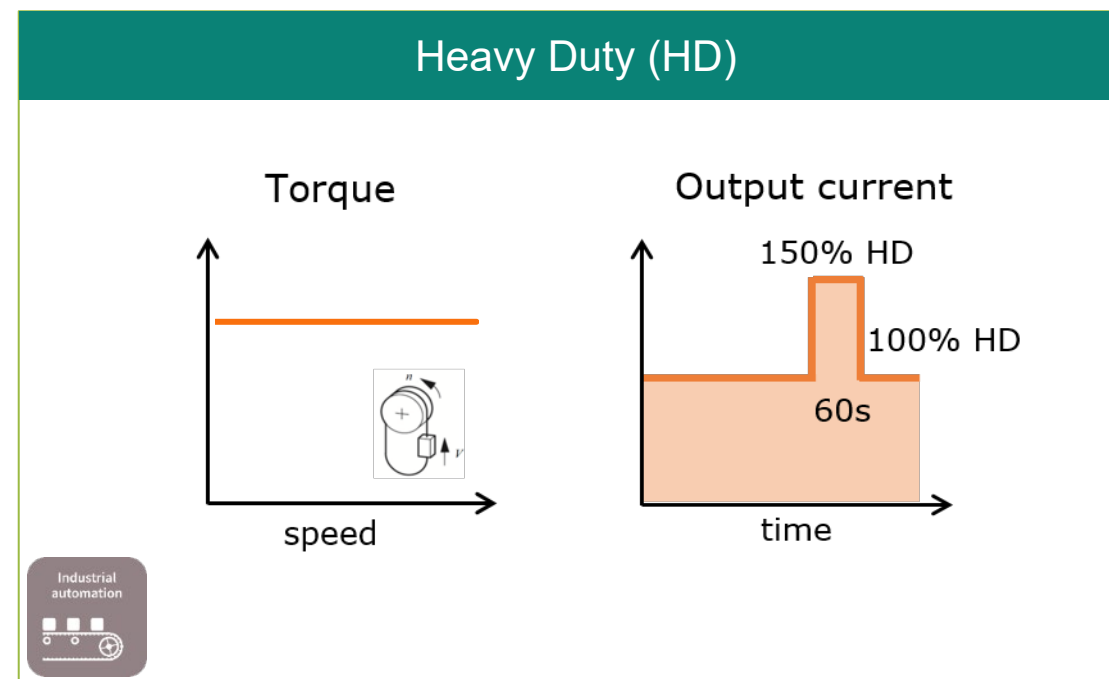 Heavy Duty (HD)
Torque
Output current
150% HD
100% HD
n
V
60s
speed
time
Industrial
automation